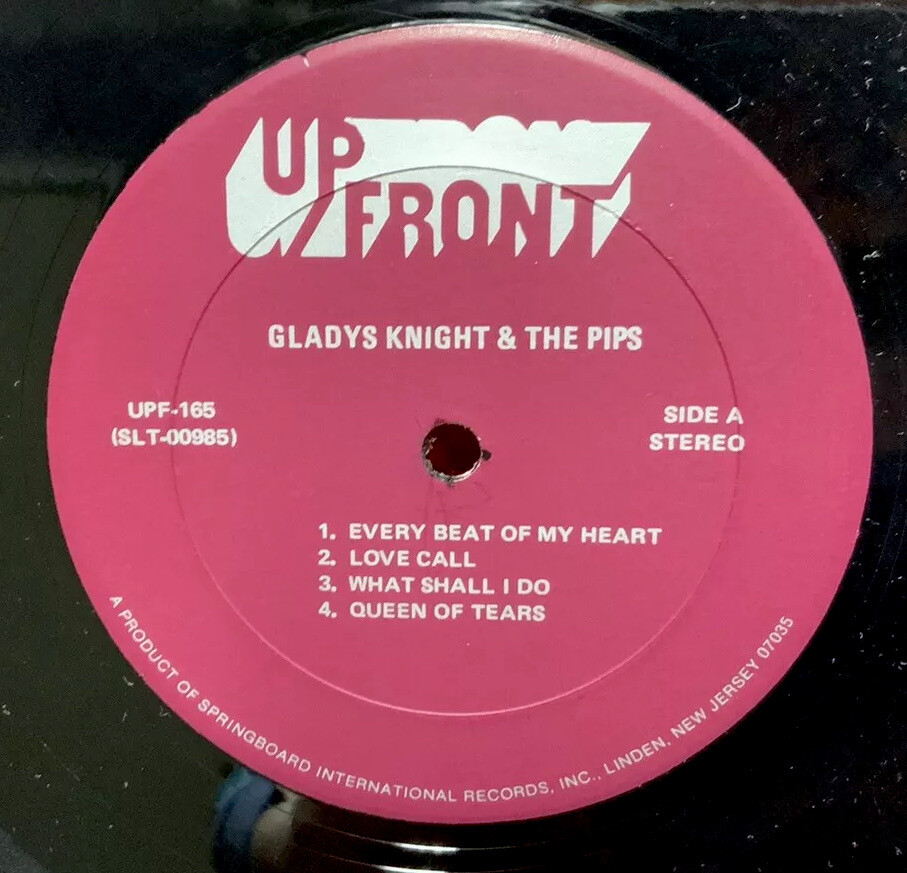 UP
FRONT
GLADYS KNIGHT & THE PIPS
UPF-165
(SLT-00985)
SIDE A
STEREO
1. EVERY BEAT OF MY HEART
2. LOVE CALL
3. WHAT SHALL I DO
4. QUEEN OF TEARS
A PRODUCT OF SPRINGBOARD INTERNATIONAL RECORDS, INC., LINDEN, NEW JERSEY 07035